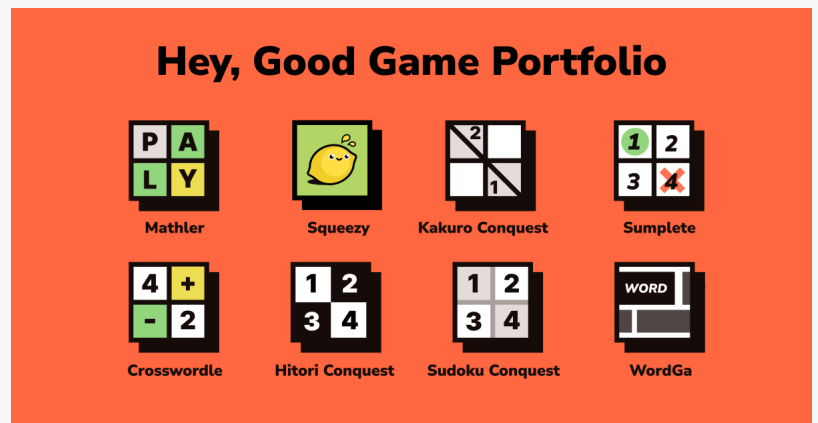 Hey, Good Game Portfolio
P A
L Y
Mathler
Squeezy
2
1
Kakuro Conquest
1 2
3 4
Sumplete
4 +
- 2
Crosswordle
1 2
3 4
Hitori Conquest
1 2
3 4
Sudoku Conquest
WORD
WordGa